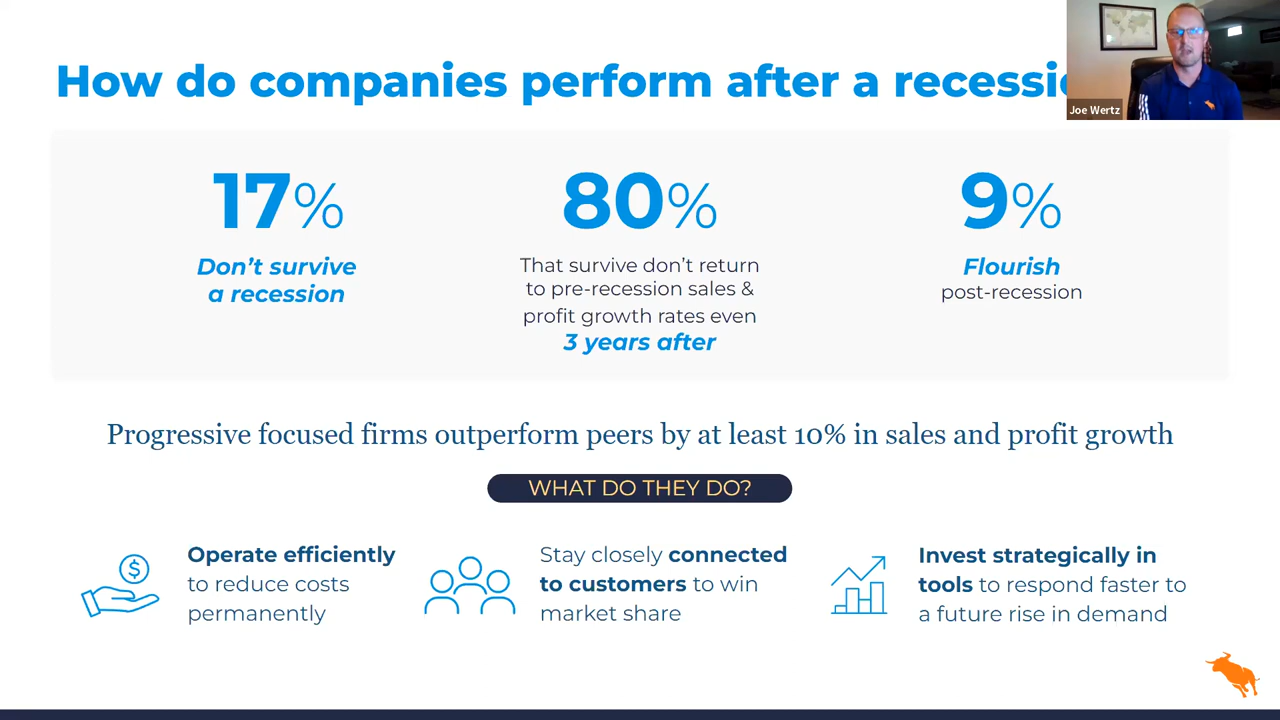 How do companies perform after a recessi
Joe Wertz
17%
Don't survive
a recession
80%
That survive don't return
to pre-recession sales &
profit growth rates even
3 years after
9%
Flourish
post-recession
Progressive focused firms outperform peers by at least 10% in sales and profit growth
WHAT DO THEY DO?
Operate efficiently
to reduce costs
permanently
Stay closely connected
to customers to win
market share
Invest strategically in
tools to respond faster to
a future rise in demand